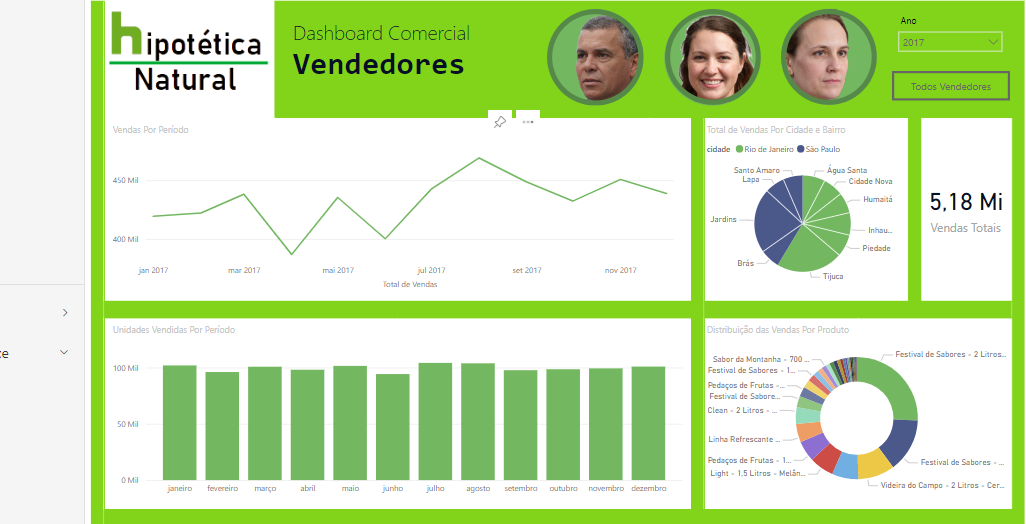 hipotética
Natural
Dashboard Comercial
Vendedores
Ano
2017
Todos Vendedores
Vendas Por Período
450 Mil
400 Mil
jan 2017
mar 2017
mai 2017
jul 2017
set 2017
nov 2017
Total de Vendas
Total de Vendas Por Cidade e Bairro
cidade Rio de Janeiro São Paulo
Santo Amaro
Lapa
Jardins
Brás
Água Santa
Cidade Nova
Humaitá
Inhau...
Piedade
Tijuca
5,18 Mi
Vendas Totais
Unidades Vendidas Por Período
100 Mil
50 Mil
0 Mil
janeiro
fevereiro
março
abril
maio
junho
julho
agosto
setembro
outubro
novembro
dezembro
Distribuição das Vendas Por Produto
Sabor da Montanha - 700 ...
Festival de Sabores - 1...
Pedaços de Frutas - ...
Festival de Sabore...
Clean - 2 Litros - ...
Linha Refrescante ...
Pedaços de Frutas - 1...
Light - 1,5 Litros - Melân...
Festival de Sabores - 2 Litros...
Festival de Sabores - ...
Videira do Campo - 2 Litros - Cer...